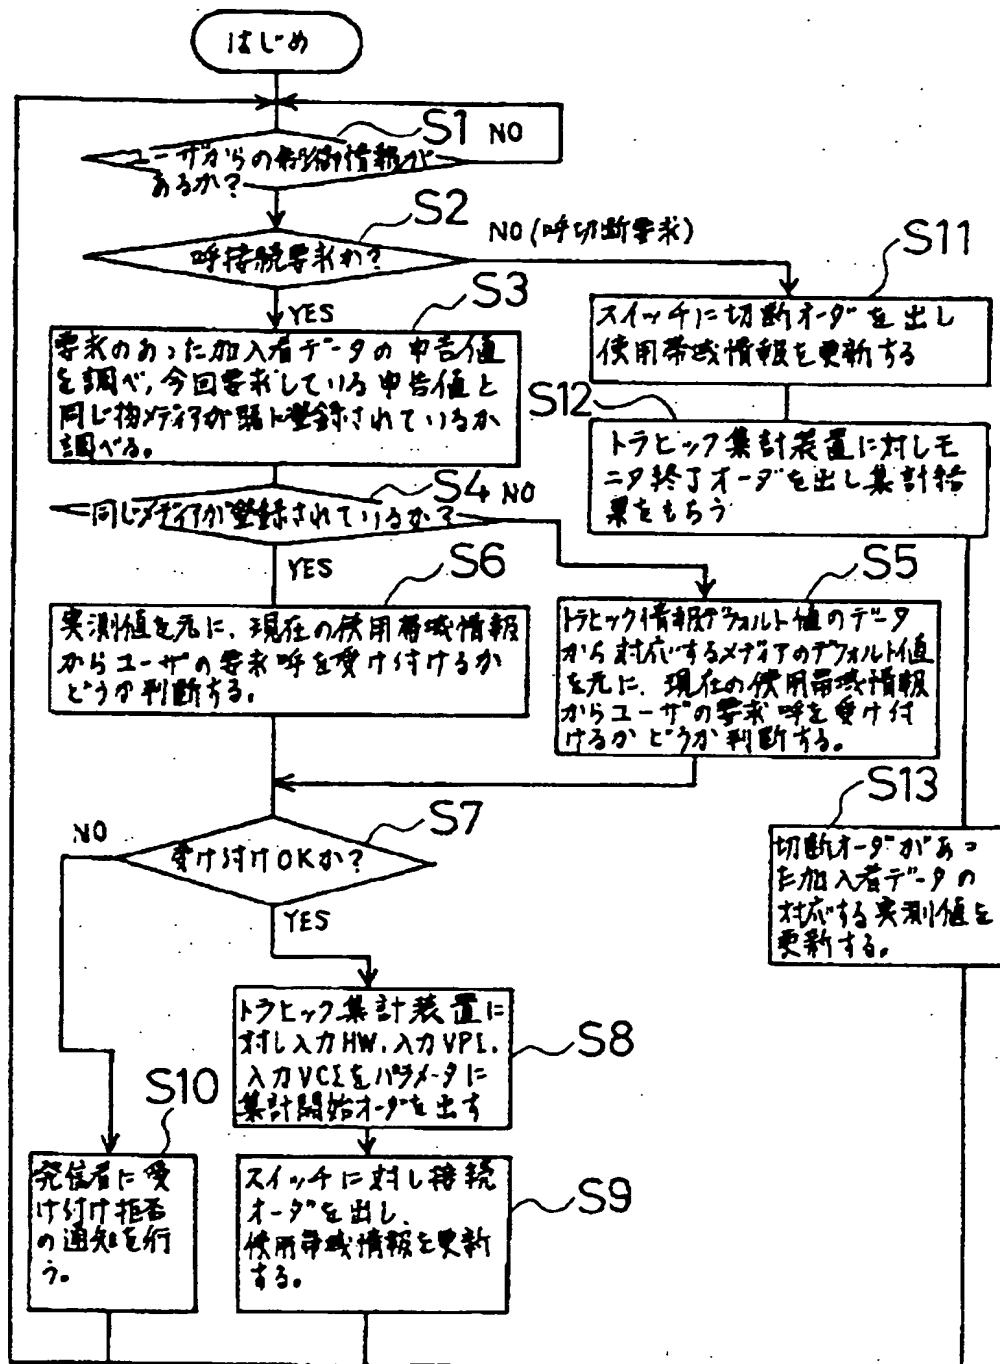 はじめ
S1
NO
ユーザからの制御情報が
あるか?
S2
呼接続要求か?
NO (呼切断要求)
YES
S3
要求のあった加入者データの申告値
を調べ,今回要求している申告値と
同じ物メディアが既に登録されているか
調べる。
S11
スイッチに切断オーダを出し
使用帯域情報を更新する
S12
トラヒック集計装置に対しモ
ニタ終了オーダを出し集計結
果をもらう
S4
NO
同じメディアが登録されているか?
YES
S6
実測値を元に、現在の使用帯域情報
からユーザの要求呼を受け付けるか
どうか判断する。
S5
トラヒック情報デフォルト値のデータ
から対応するメディアのデフォルト値
を元に、現在の使用帯域情報
からユーザの要求呼を受け付
けるかどうか判断する。
S7
NO
受け付けOKか?
YES
S13
切断オーダがあっ
た加入者データの
対応する実測値を
更新する。
S8
トラヒック集計装置に
対し入力HW,入力VPI,
入力VCIをパラメータに
集計開始オーダを出す
S10
発信者に受
け付け拒否
の通知を行
う。
S9
スイッチに対し接続
オーダを出し、
使用帯域情報を更新
する。